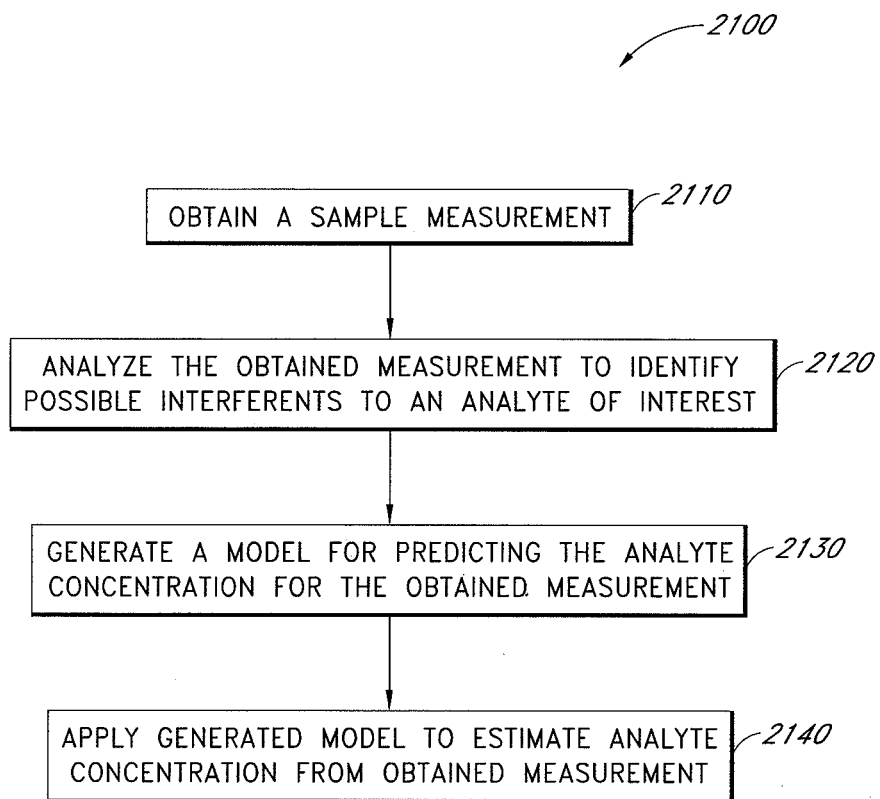 2100
OBTAIN A SAMPLE MEASUREMENT
2110
ANALYZE THE OBTAINED MEASUREMENT TO IDENTIFY
POSSIBLE INTERFERENTS TO AN ANALYTE OF INTEREST
2120
GENERATE A MODEL FOR PREDICTING THE ANALYTE
CONCENTRATION FOR THE OBTAINED MEASUREMENT
2130
APPLY GENERATED MODEL TO ESTIMATE ANALYTE
CONCENTRATION FROM OBTAINED MEASUREMENT
2140